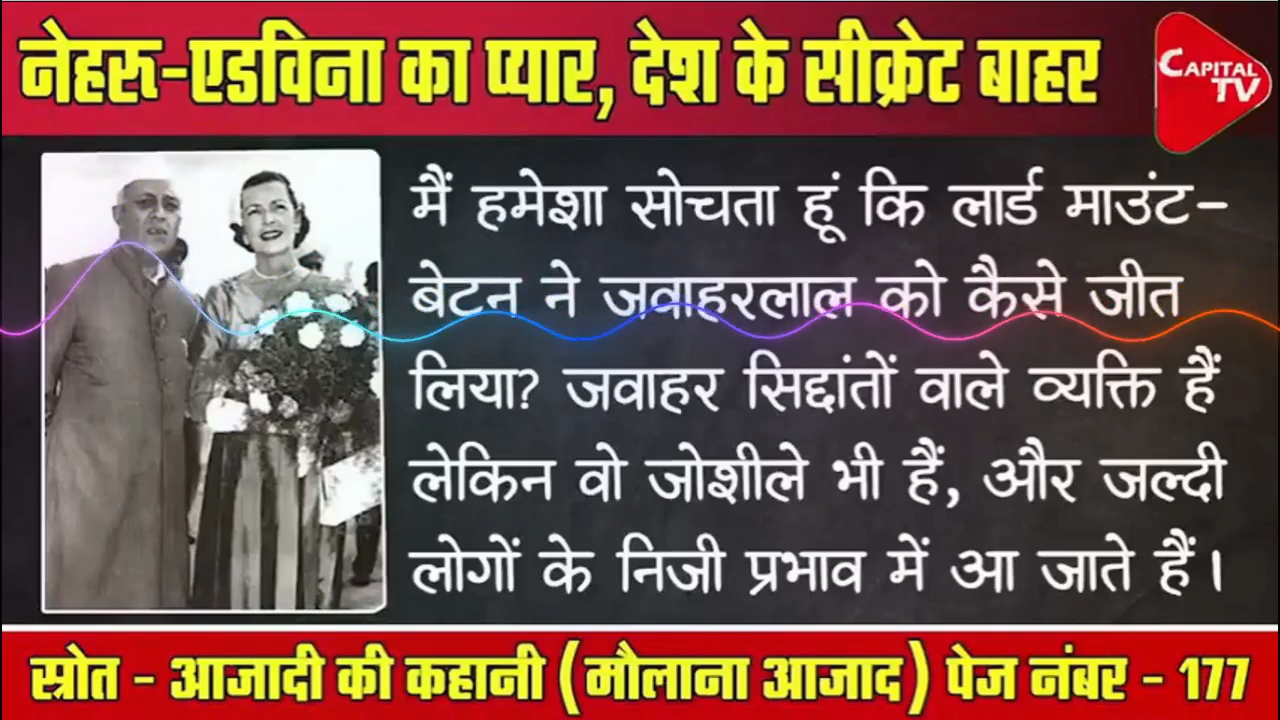 नेहरू-एडविना का प्यार, देश के सीक्रेट बाहर
CAPITAL
TV
मैं हमेशा सोचता हूं कि लार्ड माउंट-
बेटन ने जवाहरलाल को कैसे जीत
लिया? जवाहर सिद्दांतों वाले व्यक्ति हैं
लेकिन वो जोशीले भी हैं, और जल्दी
लोगों के निजी प्रभाव में आ जाते हैं।
स्रोत - आजादी की कहानी (मौलाना आजाद) पेज नंबर - 177